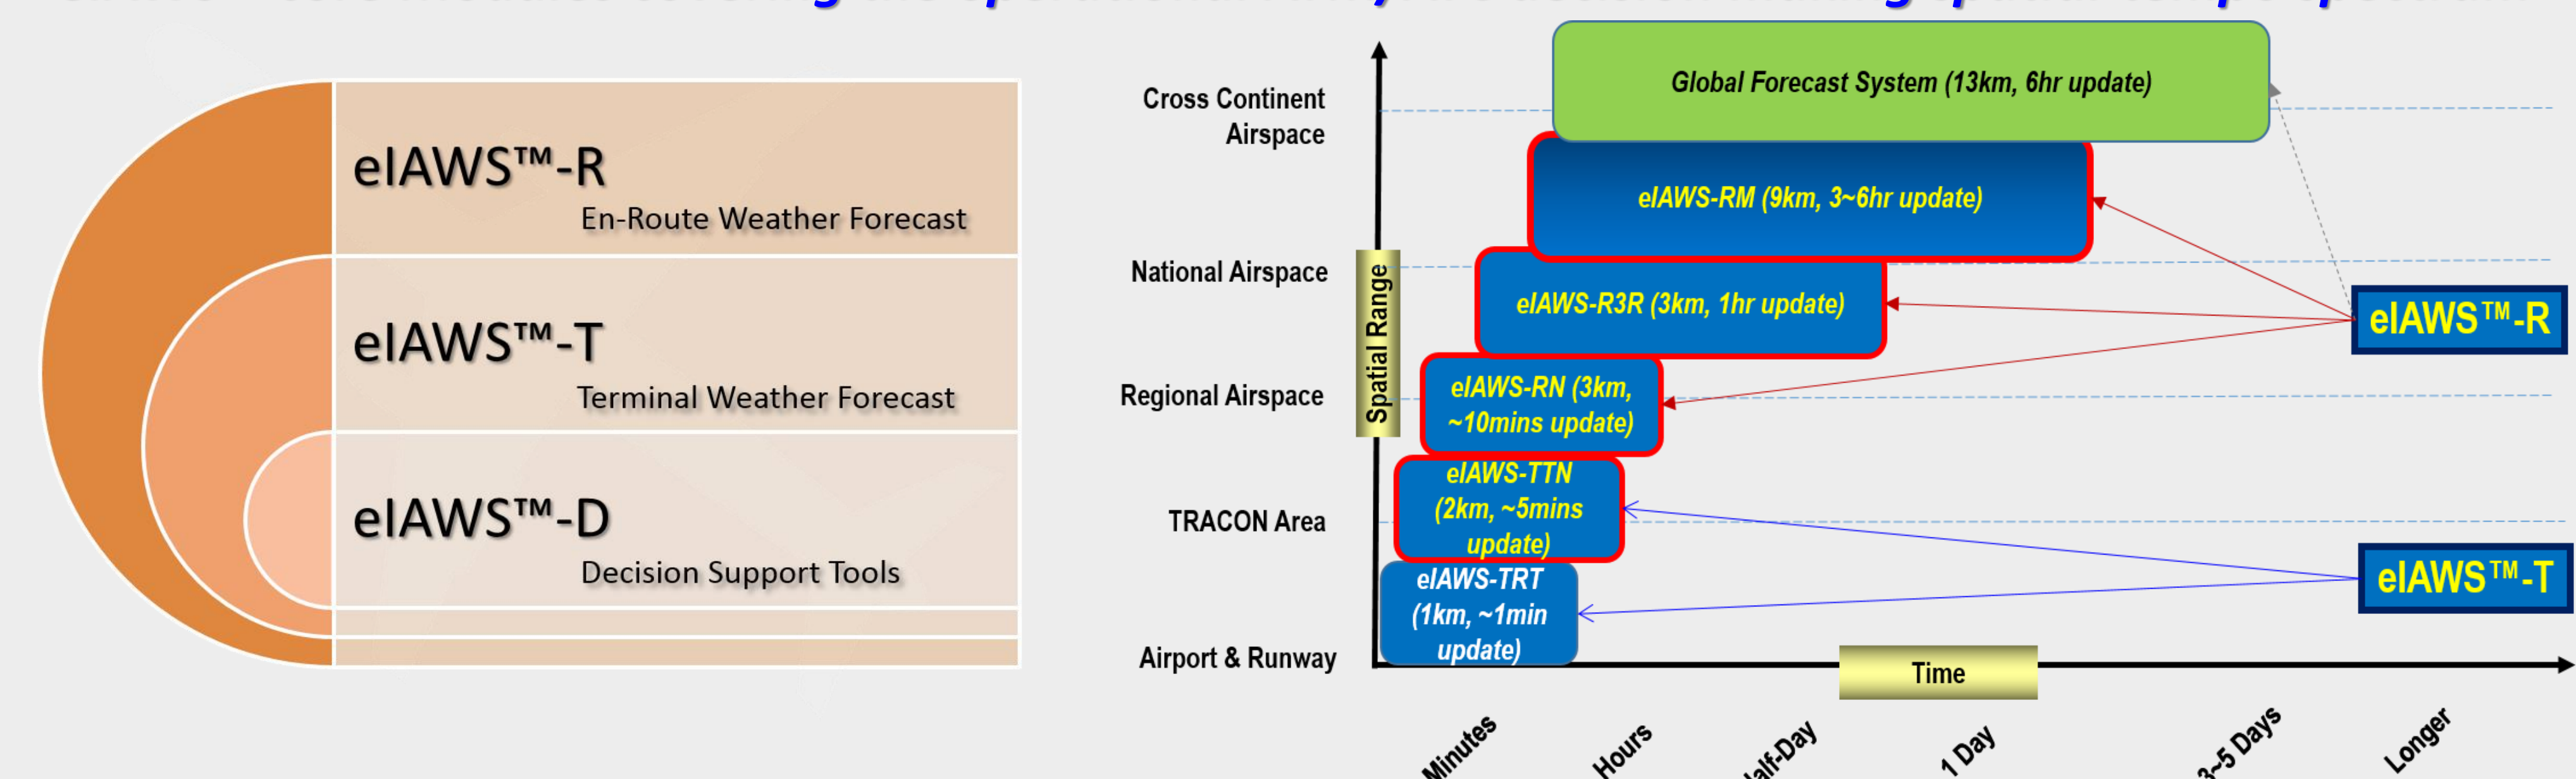 eIAWS™-R
En-Route Weather Forecast
eIAWS™-T
Terminal Weather Forecast
eIAWS™-D
Decision Support Tools
Cross Continent
Airspace
National Airspace
Regional Airspace
TRACON Area
Airport & Runway
Spatial Range
Global Forecast System (13km, 6hr update)
eIAWS-RM (9km, 3~6hr update)
eIAWS-R3R (3km, 1hr update)
eIAWS-RN (3km,
~10mins update)
eIAWS-TTN
(2km, ~5mins
update)
eIAWS-TRT
(1km, ~1min
update)
eIAWS™-R
eIAWS™-T
Time
Minutes
Hours
1 Day
3~5 Days
Longer